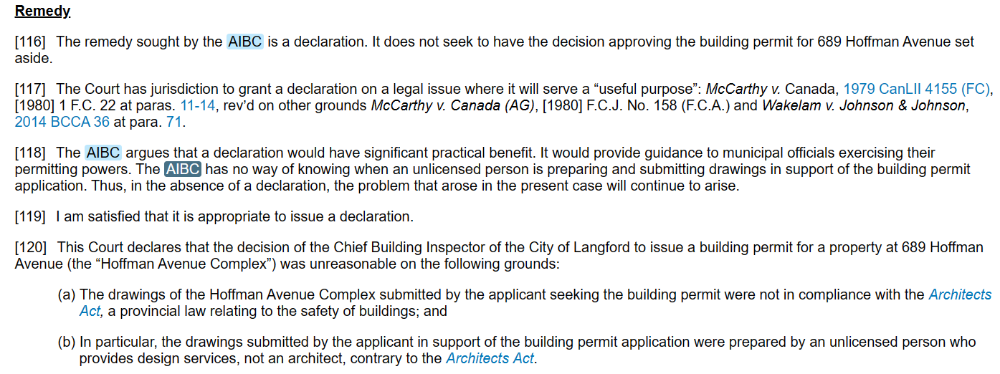 Remedy
[116] The remedy sought by the AIBC is a declaration. It does not seek to have the decision approving the building permit for 689 Hoffman Avenue set
aside.
[117] The Court has jurisdiction to grant a declaration on a legal issue where it will serve a “useful purpose”: McCarthy v. Canada, 1979 CanLII 4155 (FC),
[1980] 1 F.C. 22 at paras. 11-14, rev’d on other grounds McCarthy v. Canada (AG), [1980] F.C.J. No. 158 (F.C.A.) and Wakelam v. Johnson & Johnson,
2014 BCCA 36 at para. 71.
[118] The AIBC argues that a declaration would have significant practical benefit. It would provide guidance to municipal officials exercising their
permitting powers. The AIBC has no way of knowing when an unlicensed person is preparing and submitting drawings in support of the building permit
application. Thus, in the absence of a declaration, the problem that arose in the present case will continue to arise.
[119] I am satisfied that it is appropriate to issue a declaration.
[120] This Court declares that the decision of the Chief Building Inspector of the City of Langford to issue a building permit for a property at 689 Hoffman
Avenue (the “Hoffman Avenue Complex”) was unreasonable on the following grounds:
(a) The drawings of the Hoffman Avenue Complex submitted by the applicant seeking the building permit were not in compliance with the Architects
Act, a provincial law relating to the safety of buildings; and
(b) In particular, the drawings submitted by the applicant in support of the building permit application were prepared by an unlicensed person who
provides design services, not an architect, contrary to the Architects Act.